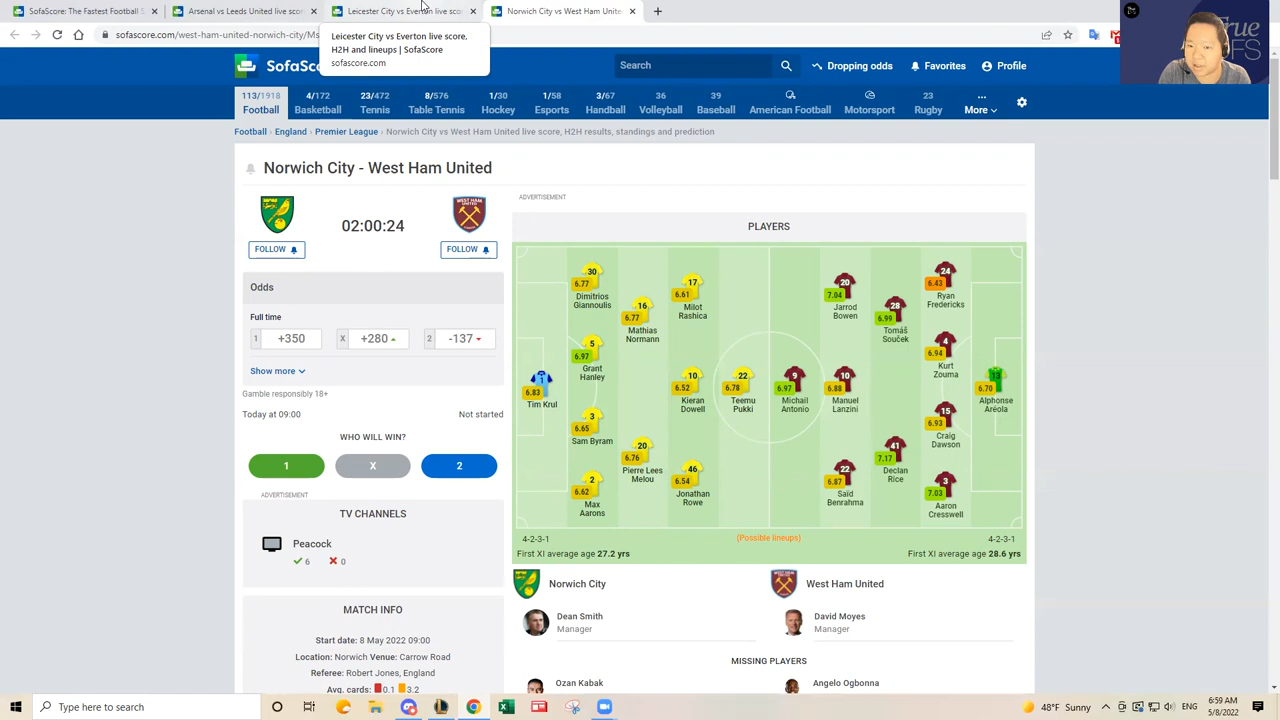 SofaScore Football
Arsenal vs Leeds United live sco
Leicester City vs Everton live sco
Norwich City vs West Ham Unite
Leicester City vs Everton live score,
H2H and lineups | SofaScore
sofascore.com
sofascore.com/west-ham-united-norwich-city/Ms
True
FS
SofaS
Search
Dropping odds
Favorites
Profile
113/1918
Football
4/172
Basketball
23/472
Tennis
8/576
Table Tennis
1/30
Hockey
1/58
Esports
3/67
Handball
36
Volleyball
39
Baseball
American Football
Motorsport
23
Rugby
More
Football
England
Premier League
Norwich City vs West Ham United live score, H2H results, standings and prediction
Norwich City - West Ham United
02:00:24
FOLLOW
FOLLOW
Odds
Full time
1 +350
X +280
2 -137
Show more
Gamble responsibly 18+
Today at 09:00
Not started
WHO WILL WIN?
1
X
2
ADVERTISEMENT
TV CHANNELS
Peacock
6
0
MATCH INFO
Start date: 8 May 2022 09:00
Location: Norwich Venue: Carrow Road
Referee: Robert Jones, England
Avg. cards: 0.1 3.2
ADVERTISEMENT
PLAYERS
1
6.83
Tim Krul
30
6.77
Dimitrios
Giannoulis
5
6.97
Grant
Hanley
3
6.65
Sam Byram
2
6.62
Max
Aarons
16
6.77
Mathias
Normann
20
6.76
Pierre Lees
Melou
17
6.61
Milot
Rashica
10
6.52
Kieran
Dowell
46
6.54
Jonathan
Rowe
22
6.78
Teemu
Pukki
9
6.97
Michail
Antonio
20
7.04
Jarrod
Bowen
10
6.88
Manuel
Lanzini
22
6.87
Saïd
Benrahma
28
6.99
Tomáš
Souček
41
7.17
Declan
Rice
24
6.43
Ryan
Fredericks
4
6.94
Kurt
Zouma
15
6.93
Craig
Dawson
3
7.03
Aaron
Cresswell
13
6.70
Alphonse
Aréola
4-2-3-1
(Possible lineups)
4-2-3-1
First XI average age 27.2 yrs
First XI average age 28.6 yrs
Norwich City
West Ham United
Dean Smith
Manager
David Moyes
Manager
MISSING PLAYERS
Ozan Kabak
Angelo Ogbonna
Type here to search
48°F Sunny
6:59 AM
5/8/2022